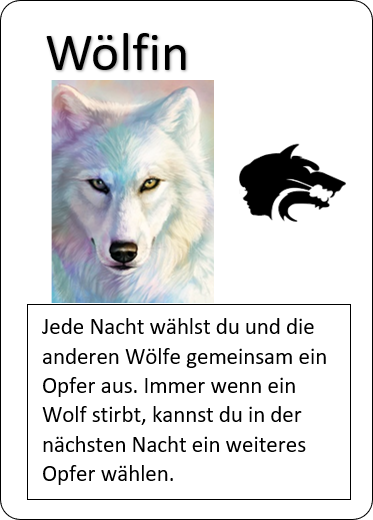 Wölfin
Jede Nacht wählst du und die
anderen Wölfe gemeinsam ein
Opfer aus. Immer wenn ein
Wolf stirbt, kannst du in der
nächsten Nacht ein weiteres
Opfer wählen.